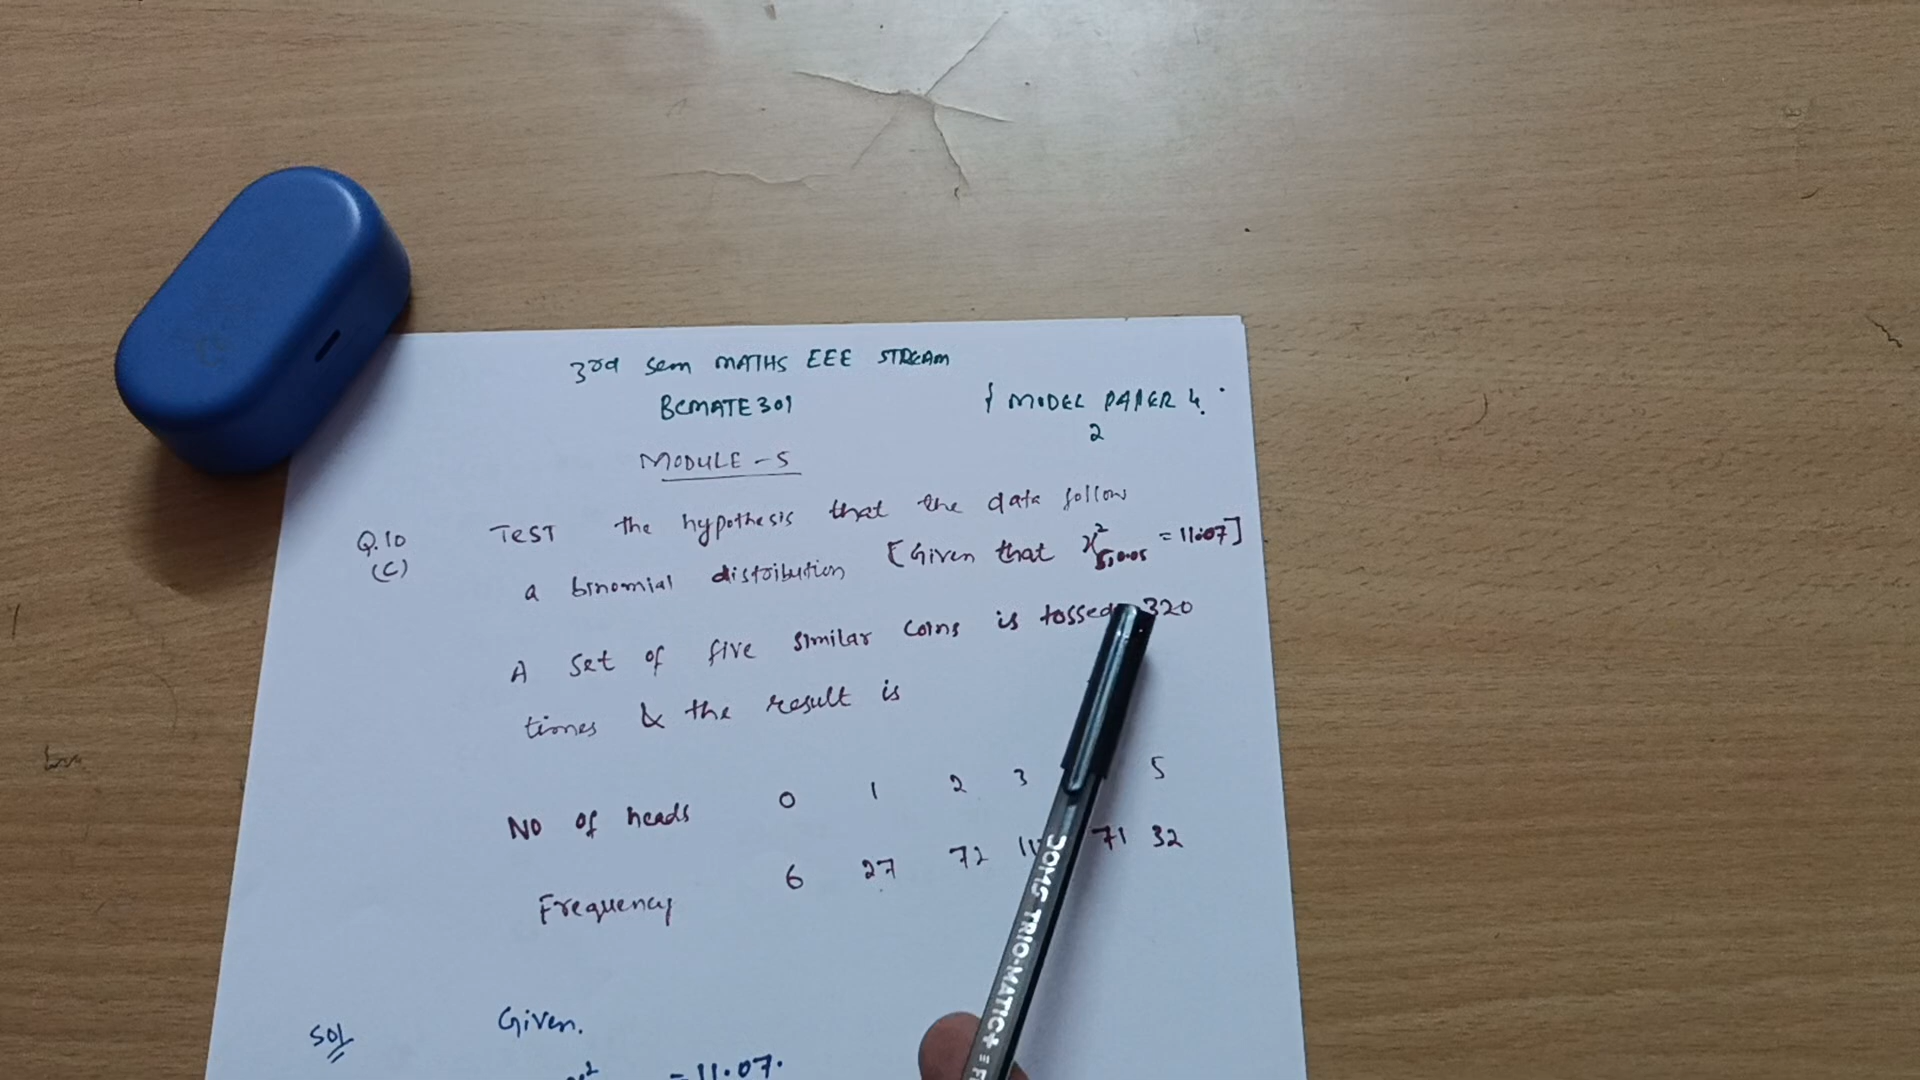 3rd Sem MATHS EEE STREAM
BCMATE301
{ MODEL PAPER 4.
2
MODULE - 5
Q.10 TEST the hypothesis that the data follow
(C) a binomial distribution [Given that χ²5,0.05 = 11.07]
A set of five similar coins is tossed 320
times & the result is
No of heads 0 1 2 3 5
Frequency 6 27 72 71 32
Sol Given.
= 11.07.
DOMS TRIO-MATIC+